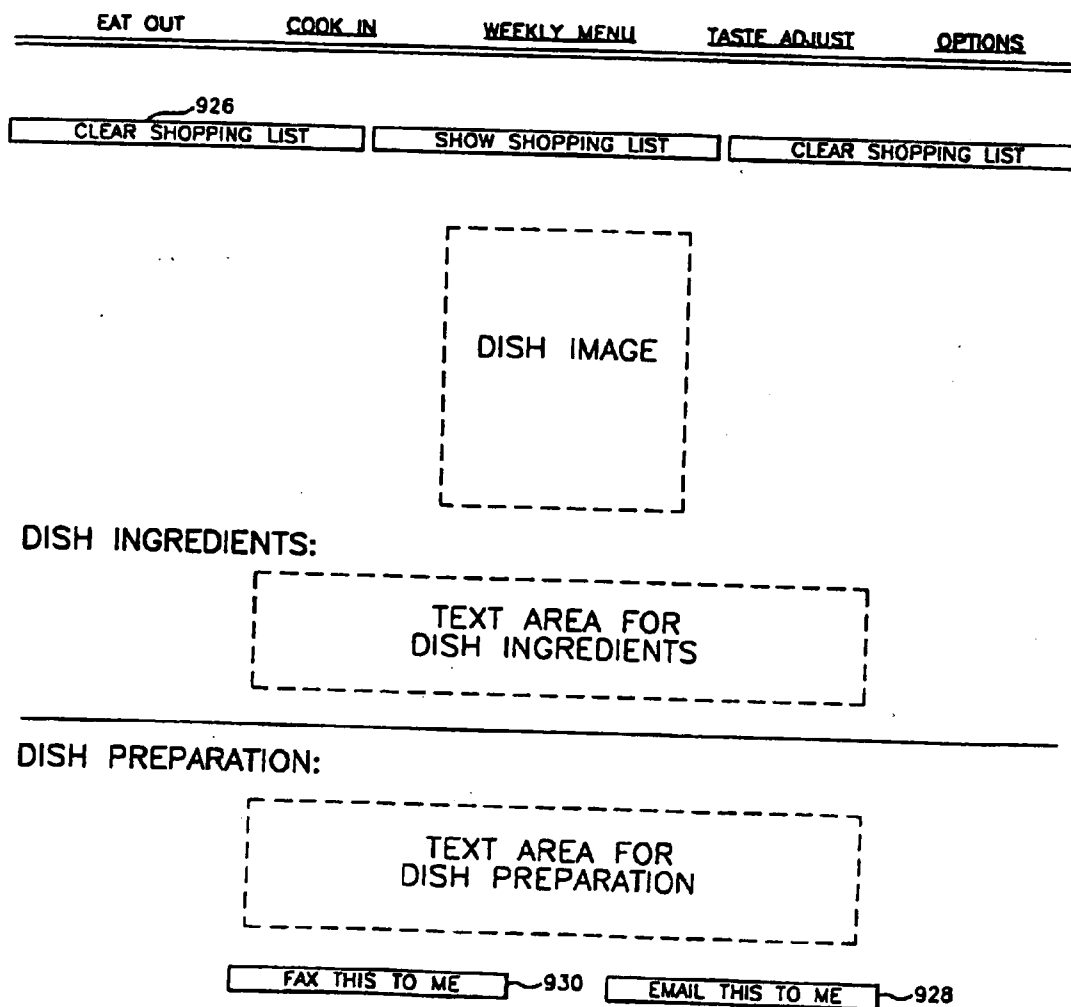 EAT OUT COOK IN WEEKLY MENU TASTE ADJUST OPTIONS
926
CLEAR SHOPPING LIST SHOW SHOPPING LIST CLEAR SHOPPING LIST
DISH IMAGE
DISH INGREDIENTS:
TEXT AREA FOR
DISH INGREDIENTS
DISH PREPARATION:
TEXT AREA FOR
DISH PREPARATION
FAX THIS TO ME 930 EMAIL THIS TO ME 928